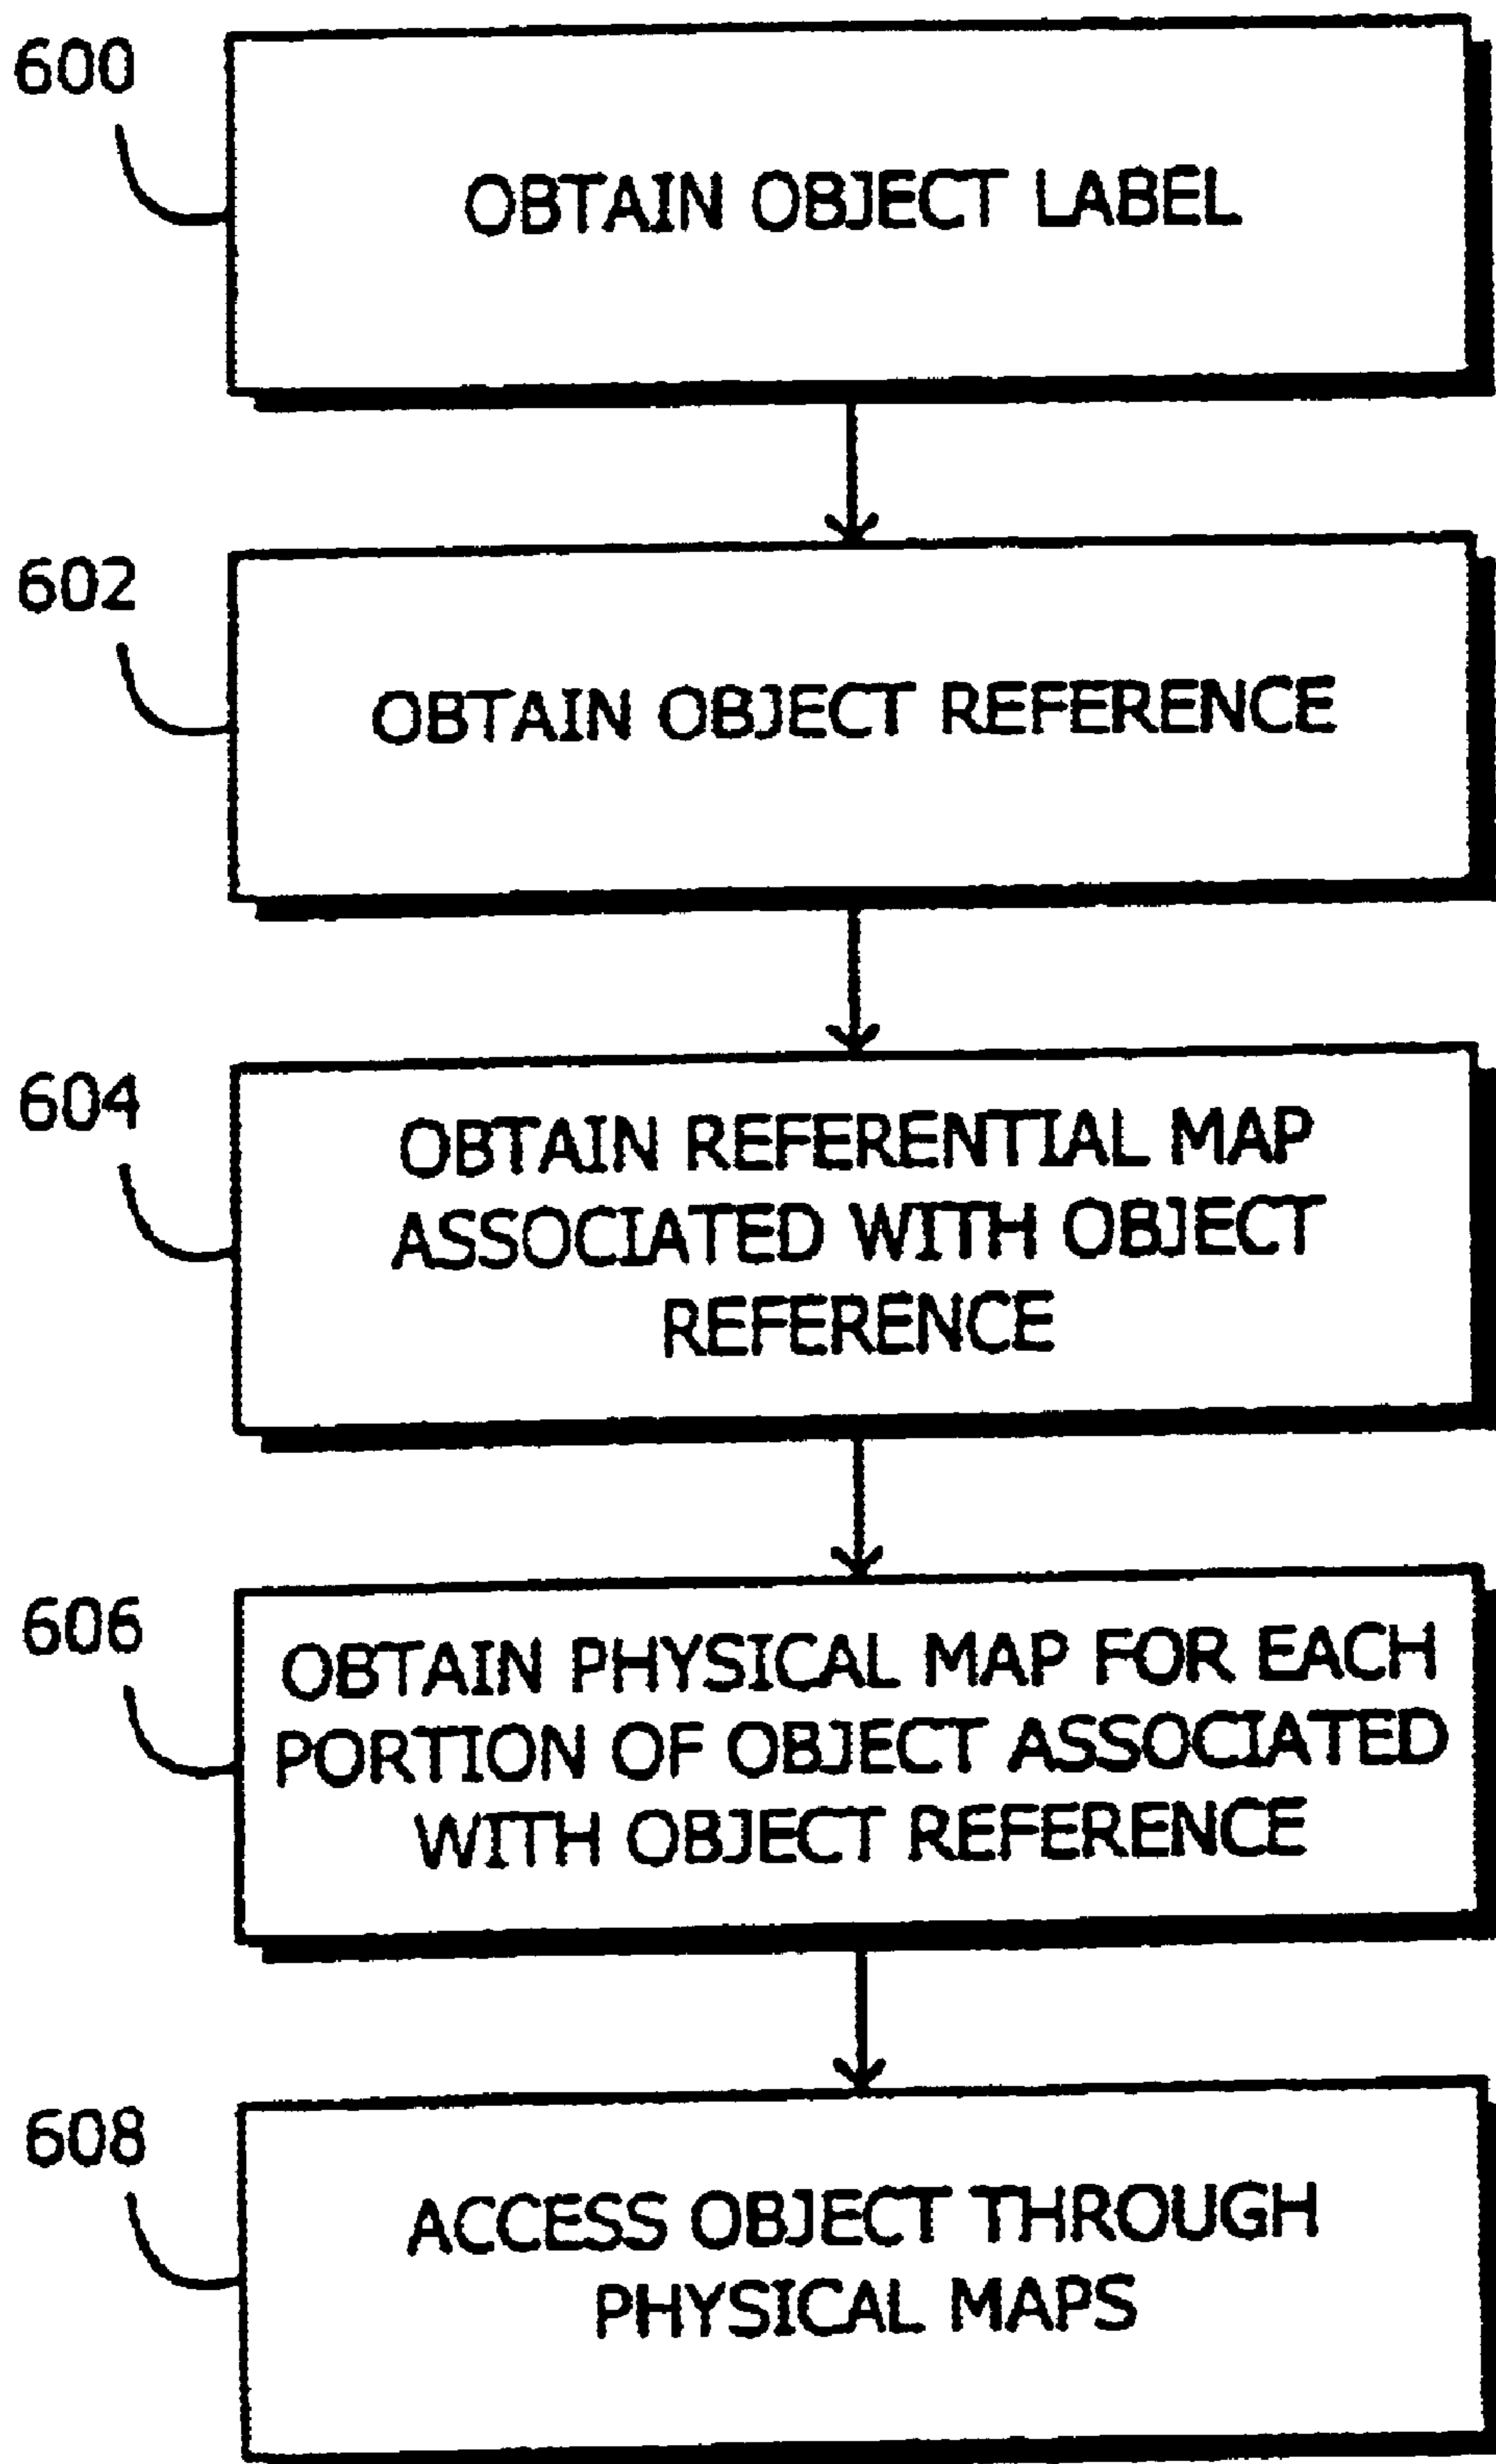 600
OBTAIN OBJECT LABEL
602
OBTAIN OBJECT REFERENCE
604
OBTAIN REFERENTIAL MAP
ASSOCIATED WITH OBJECT
REFERENCE
606
OBTAIN PHYSICAL MAP FOR EACH
PORTION OF OBJECT ASSOCIATED
WITH OBJECT REFERENCE
608
ACCESS OBJECT THROUGH
PHYSICAL MAPS